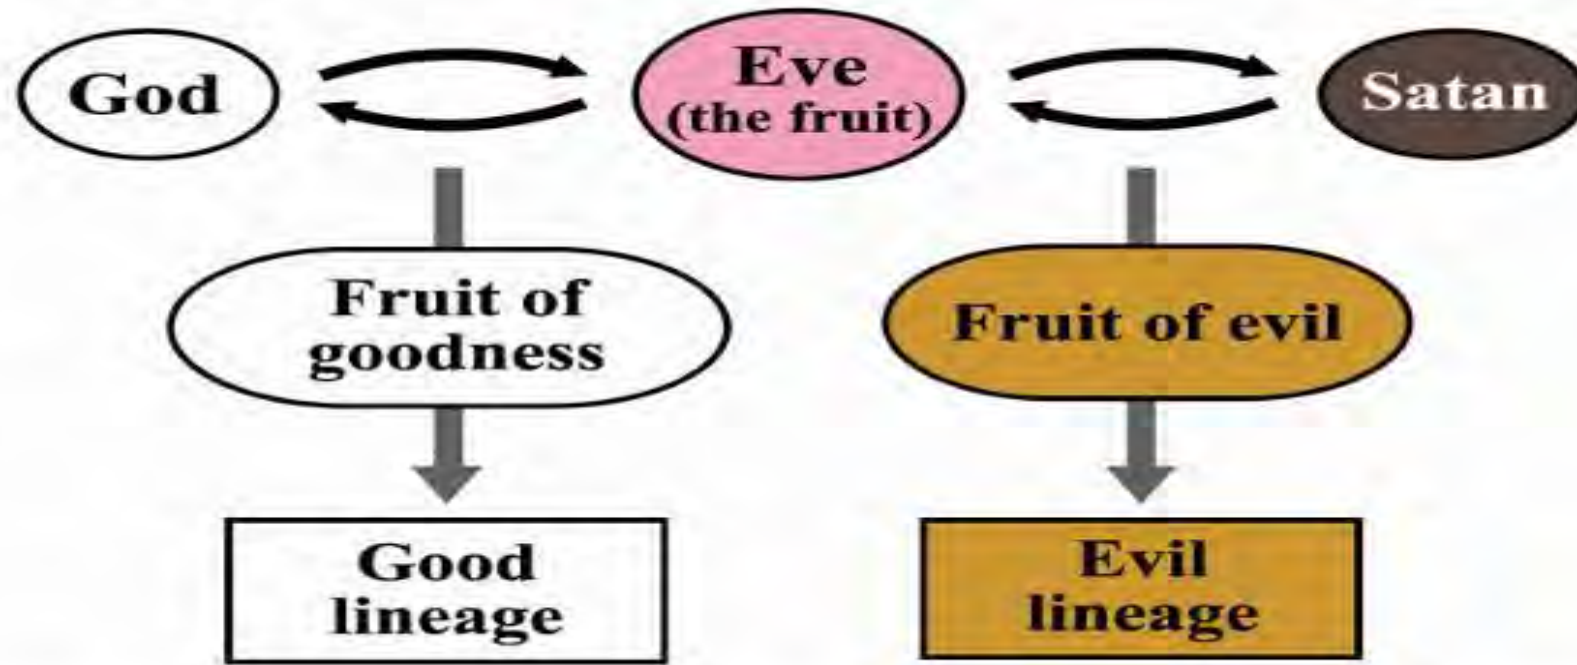 God
Eve
(the fruit)
Satan
Fruit of
goodness
Fruit of evil
Good
lineage
Evil
lineage